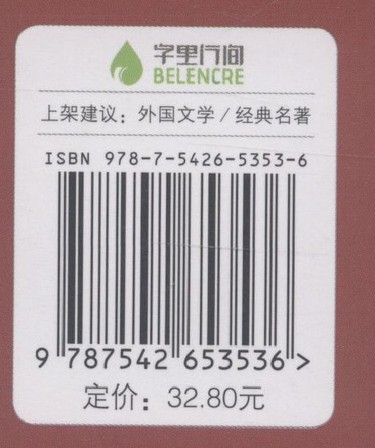 字里行间
BELENCRE
上架建议：外国文学 / 经典名著
ISBN 978-7-5426-5353-6
9 787542 653536 >
定价：32.80元